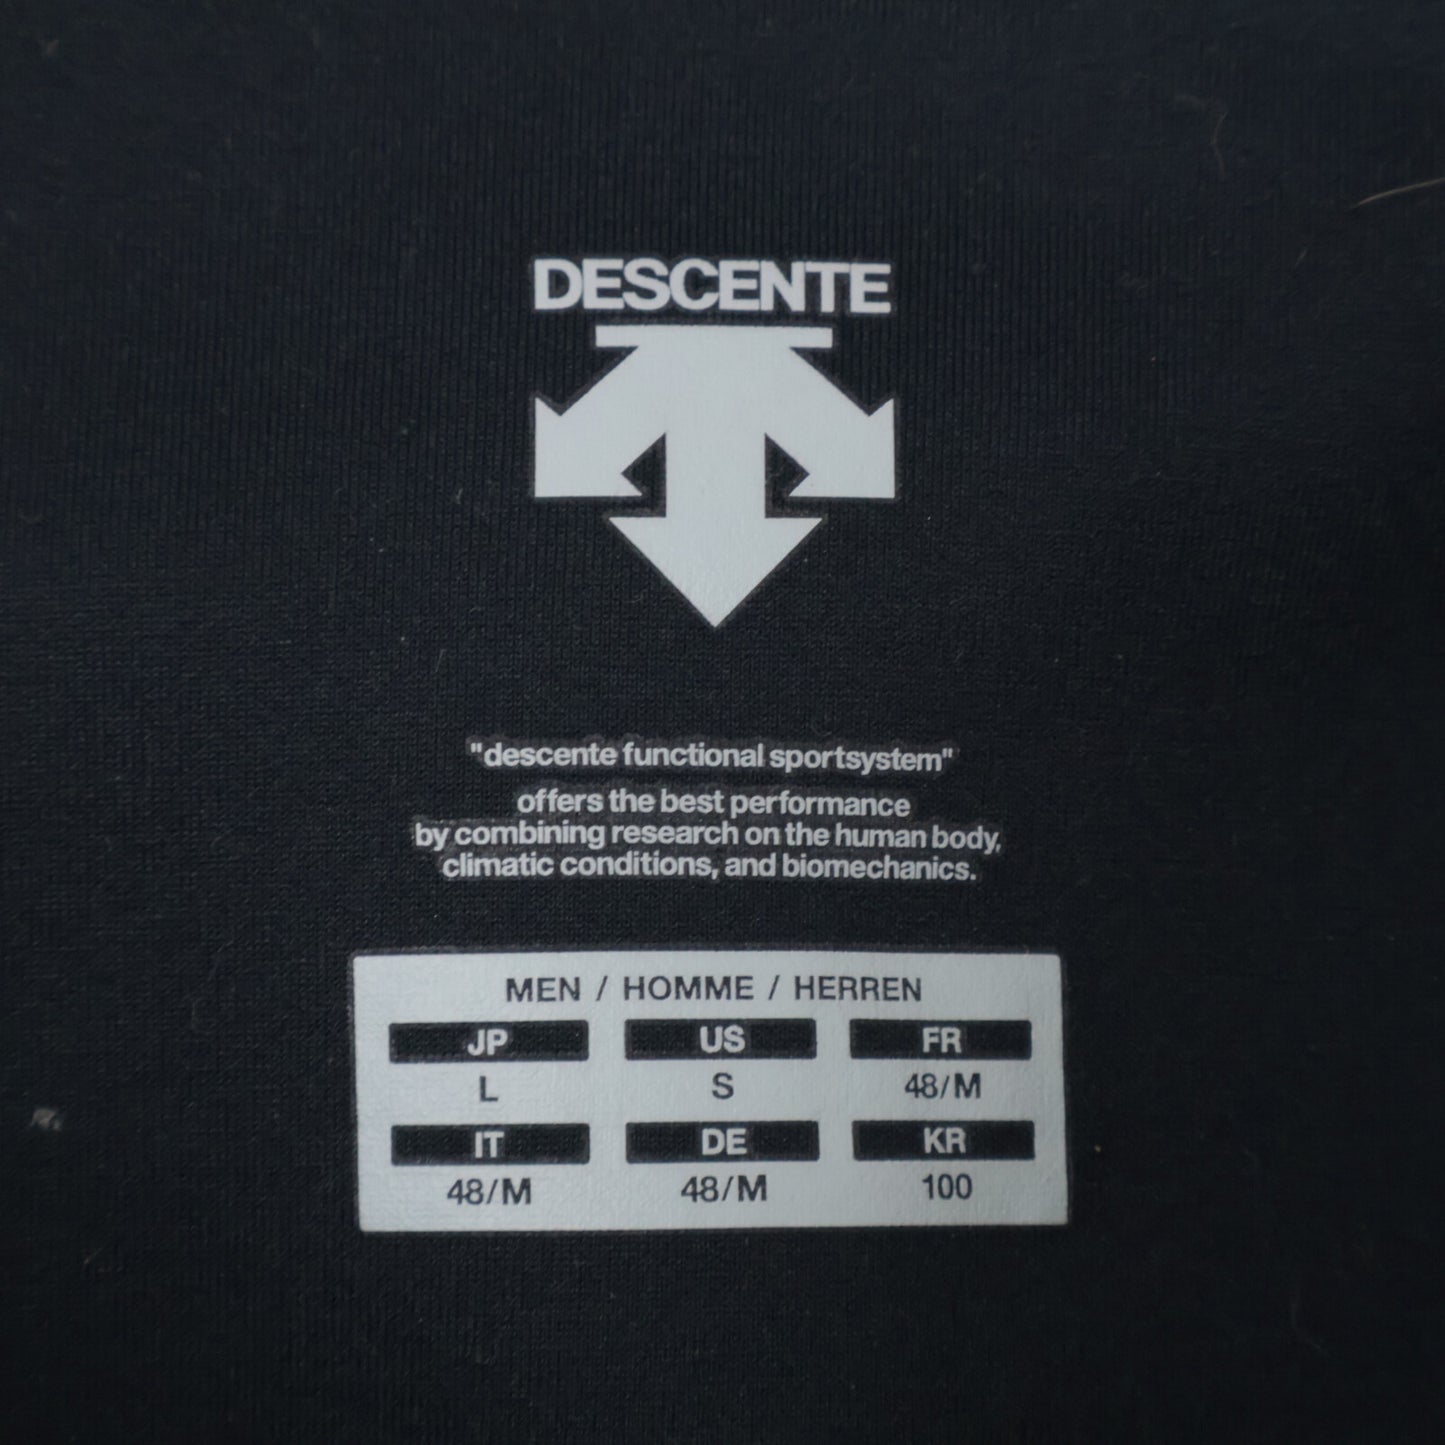 DESCENTE
"descente functional sportsystem"
offers the best performance
by combining research on the human body,
climatic conditions, and biomechanics.
MEN / HOMME / HERREN
JP US FR
L S 48/M
IT DE KR
48/M 48/M 100